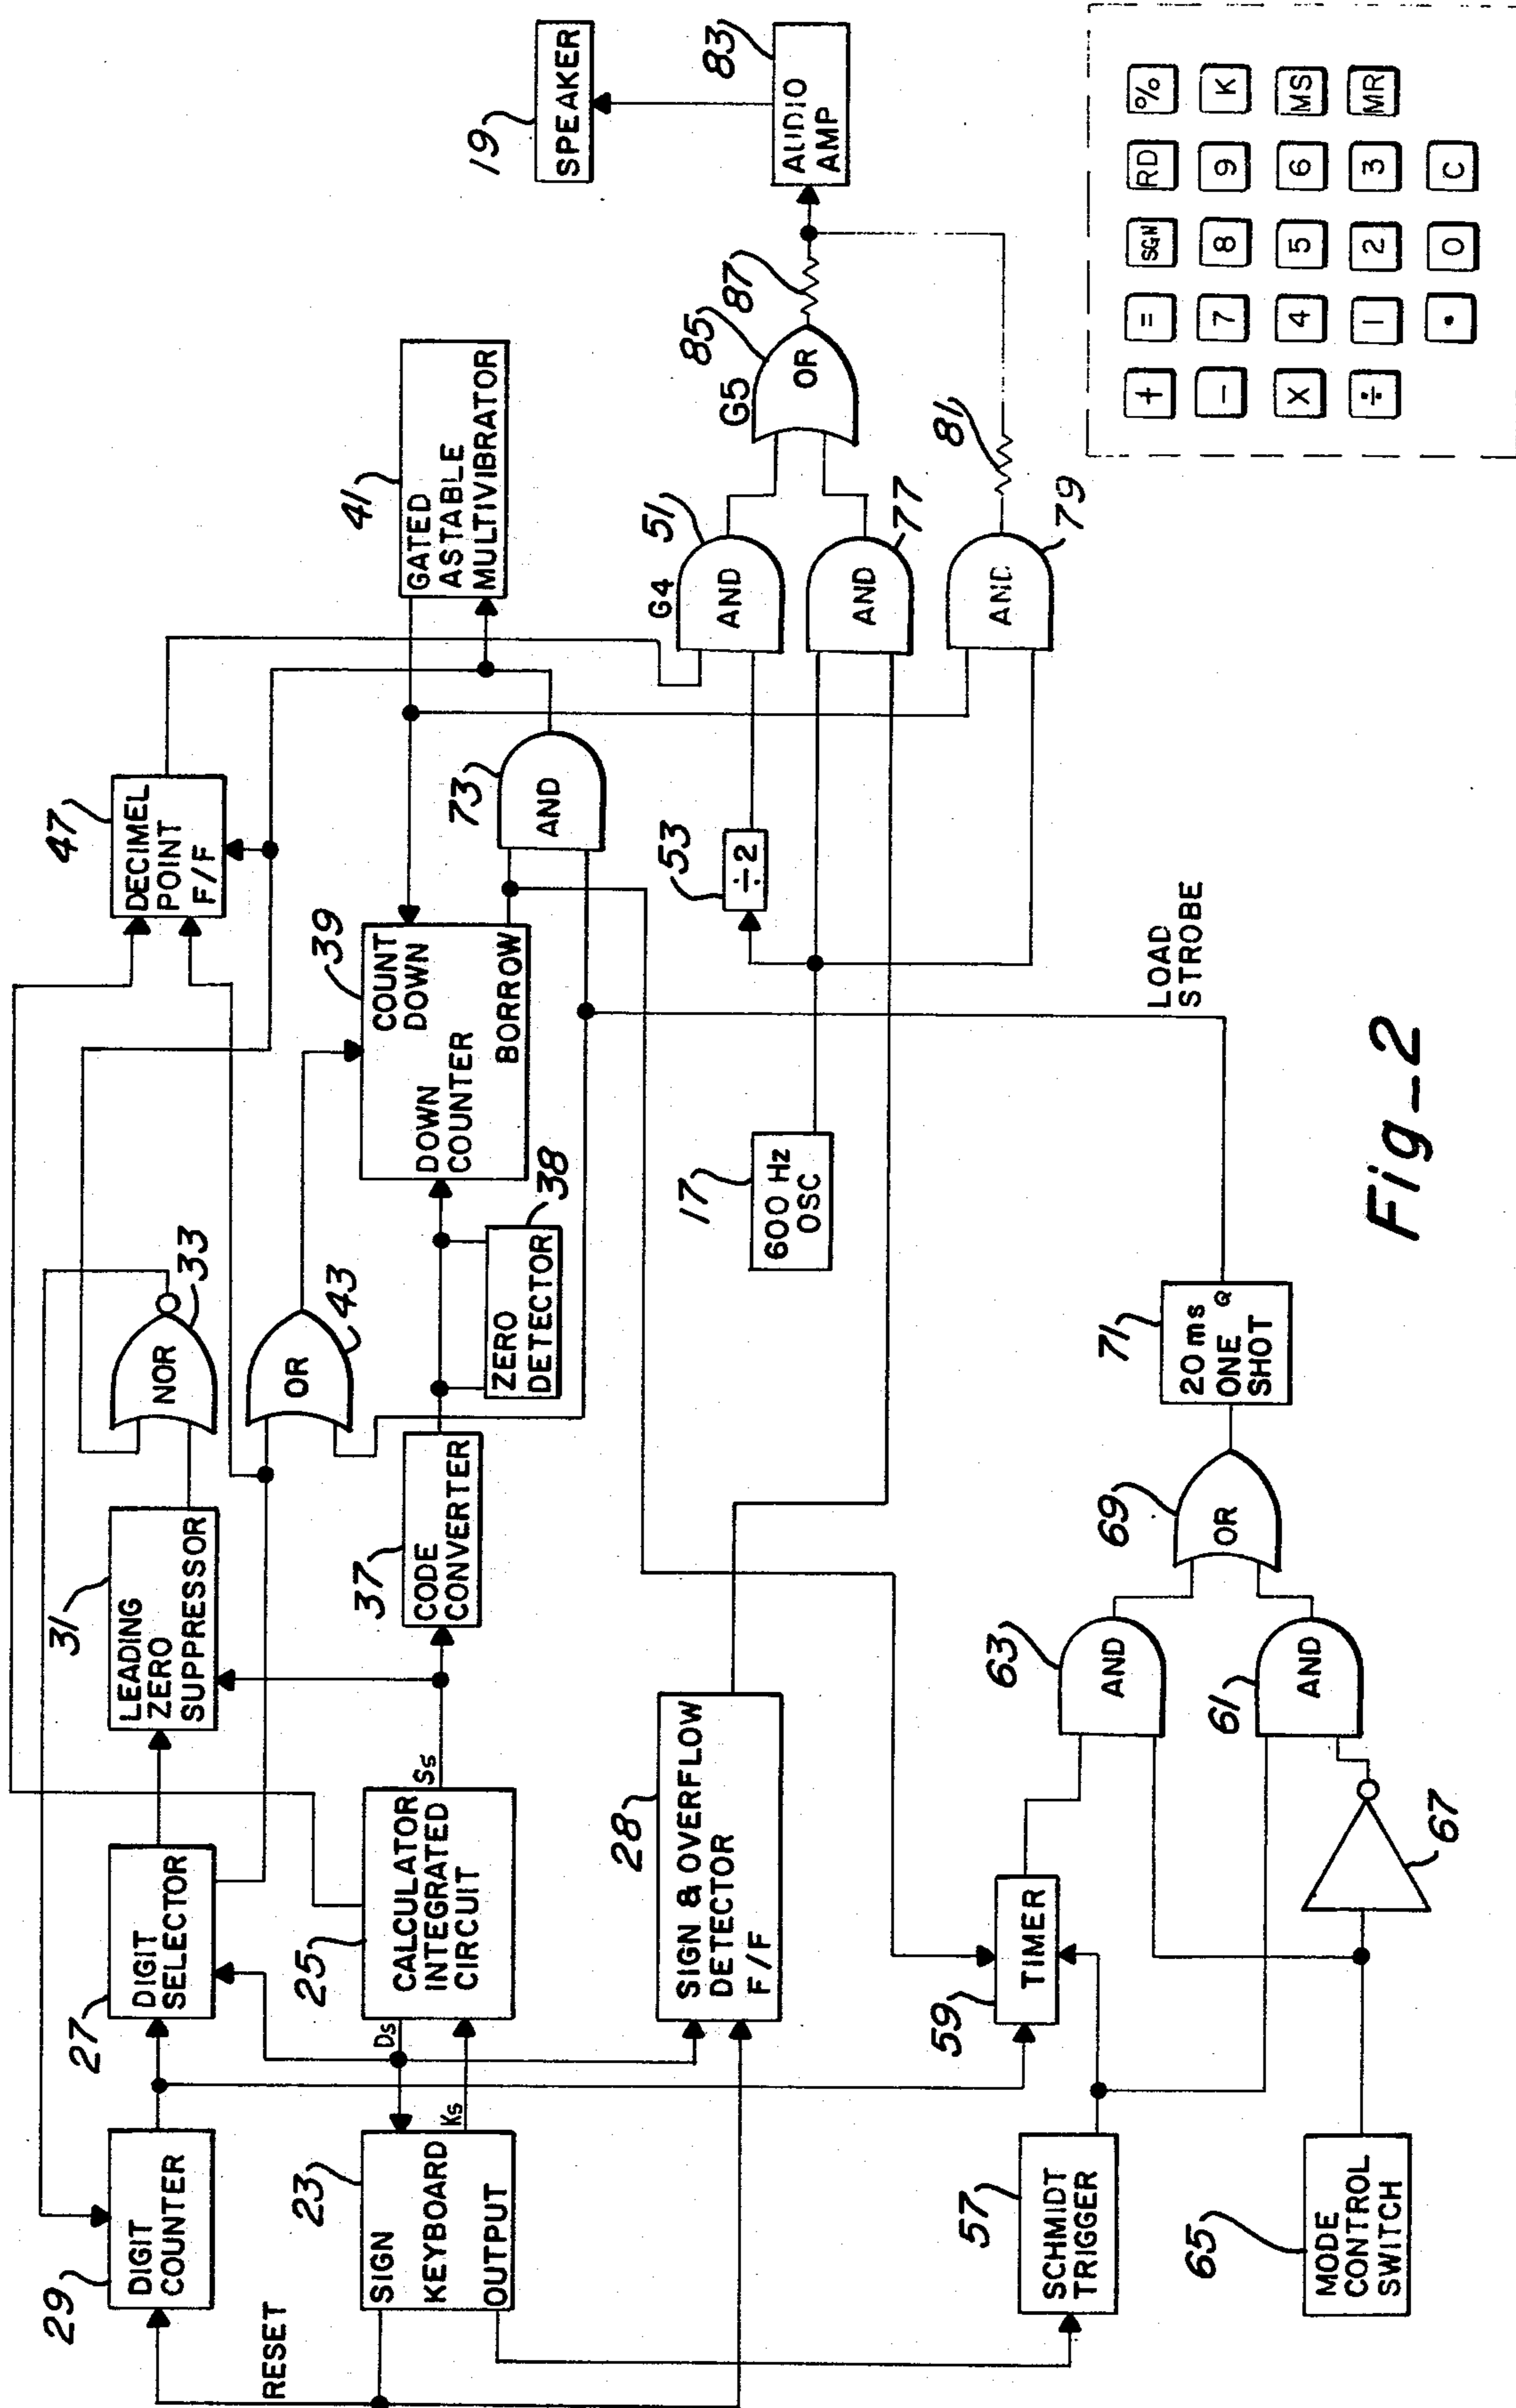 29
DIGIT
COUNTER
27
DIGIT
SELECTOR
31
LEADING
ZERO
SUPPRESSOR
NOR
33
47
DECIMEL
POINT
F/F
RESET
OR
43
23
SIGN
KEYBOARD
OUTPUT
Ds
Ks
25
CALCULATOR
INTEGRATED
CIRCUIT
Ss
37
CODE
CONVERTER
ZERO
DETECTOR
38
39
COUNT
DOWN
DOWN
COUNTER
BORROW
73
AND
41
GATED
ASTABLE
MULTIVIBRATOR
19
SPEAKER
28
SIGN & OVERFLOW
DETECTOR
F/F
17
600 Hz
OSC
53
÷2
G4
51
AND
AND
77
AND
79
81
G5
85
OR
87
83
AUDIO
AMP
57
SCHMIDT
TRIGGER
59
TIMER
63
AND
61
AND
65
MODE
CONTROL
SWITCH
67
69
OR
71
20 ms Q
ONE
SHOT
LOAD
STROBE
+ = SGN RD %
- 7 8 9 K
X 4 5 6 MS
÷ 1 2 3 MR
• 0 C
Fig_2